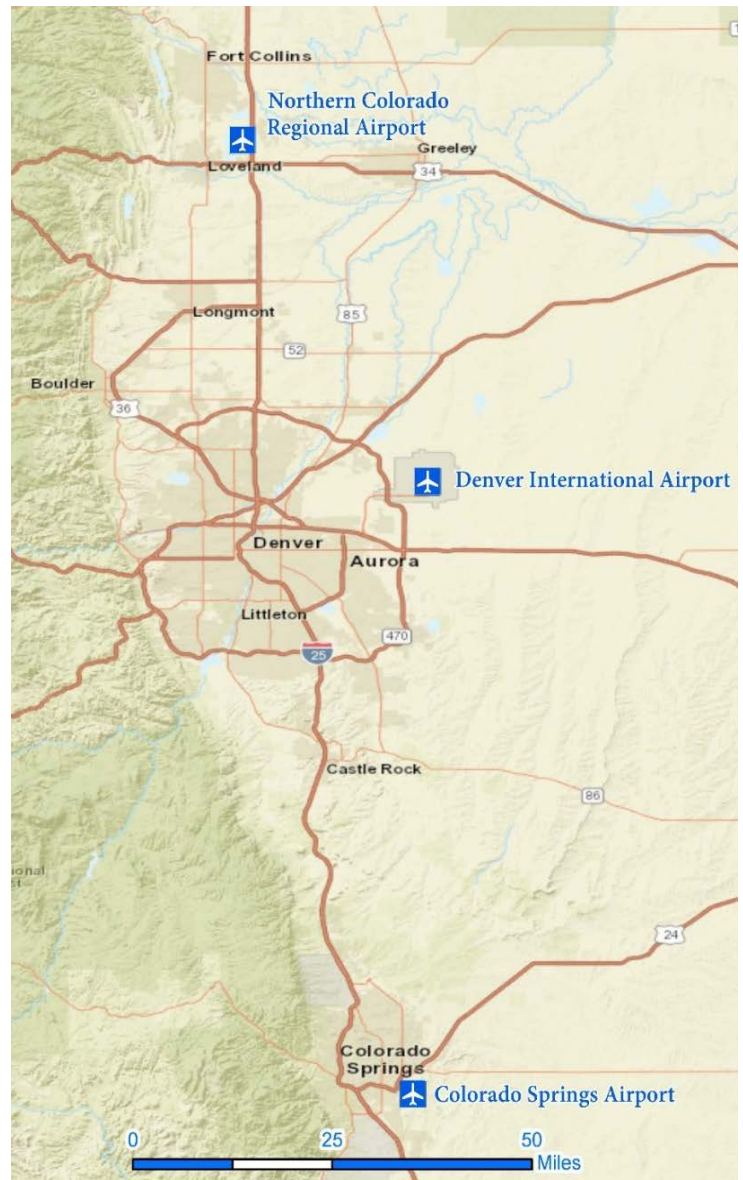 Fort Collins
Northern Colorado
Regional Airport
Loveland
Greeley
34
Longmont
85
52
Boulder
36
Denver International Airport
Denver
Aurora
Littleton
470
25
Castle Rock
86
ional
24
Colorado
Springs
Colorado Springs Airport
0 25 50
Miles